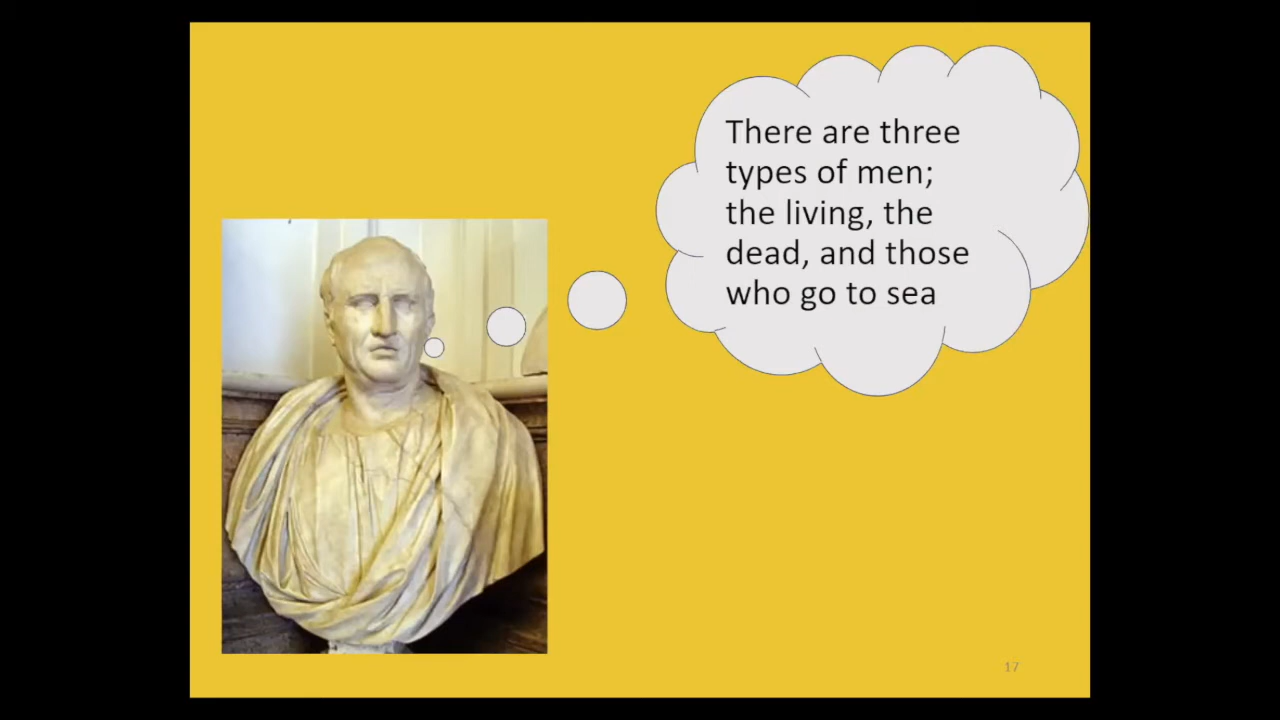 There are three
types of men;
the living, the
dead, and those
who go to sea
17